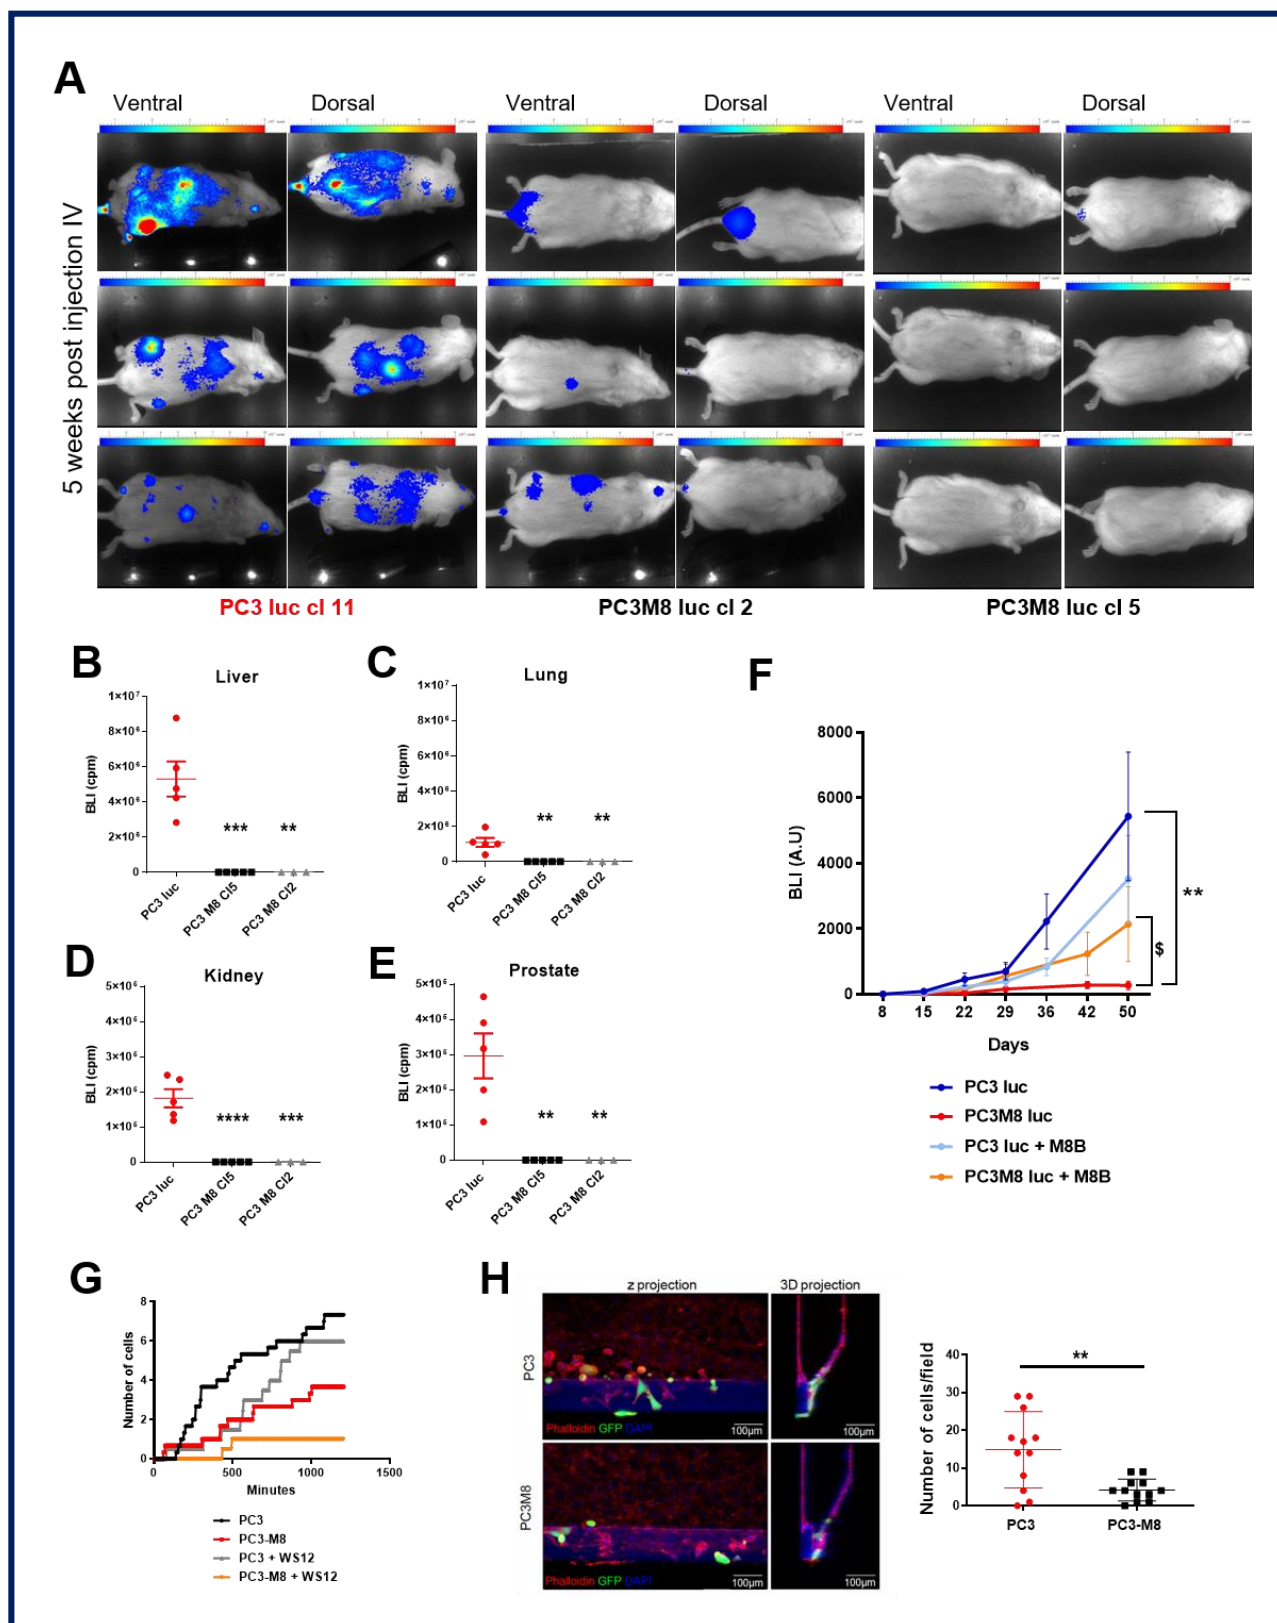 A
Ventral Dorsal Ventral Dorsal Ventral Dorsal
5 weeks post injection IV
PC3 luc cl 11 PC3M8 luc cl 2 PC3M8 luc cl 5
B
Liver
BLI (cpm)
1×10⁷
8×10⁶
6×10⁶
4×10⁶
2×10⁶
0
*** **
PC3 luc PC3 M8 Cl5 PC3 M8 Cl2
C
Lung
BLI (cpm)
1×10⁷
8×10⁶
6×10⁶
4×10⁶
2×10⁶
0
** **
PC3 luc PC3 M8 Cl5 PC3 M8 Cl2
D
Kidney
BLI (cpm)
5×10⁶
4×10⁶
3×10⁶
2×10⁶
1×10⁶
0
**** ***
PC3 luc PC3 M8 Cl5 PC3 M8 Cl2
E
Prostate
BLI (cpm)
5×10⁶
4×10⁶
3×10⁶
2×10⁶
1×10⁶
0
** **
PC3 luc PC3 M8 Cl5 PC3 M8 Cl2
F
BLI (A.U)
8000
6000
4000
2000
0
** $
8 15 22 29 36 42 50
Days
PC3 luc
PC3M8 luc
PC3 luc + M8B
PC3M8 luc + M8B
G
Number of cells
8
6
4
2
0
0 500 1000 1500
Minutes
PC3
PC3-M8
PC3 + WS12
PC3-M8 + WS12
H
z projection 3D projection
PC3
Phalloidin GFP DAPI 100µm 100µm
PC3M8
Phalloidin GFP DAPI 100µm 100µm
Number of cells/field
40
30
20
10
0
**
PC3 PC3-M8